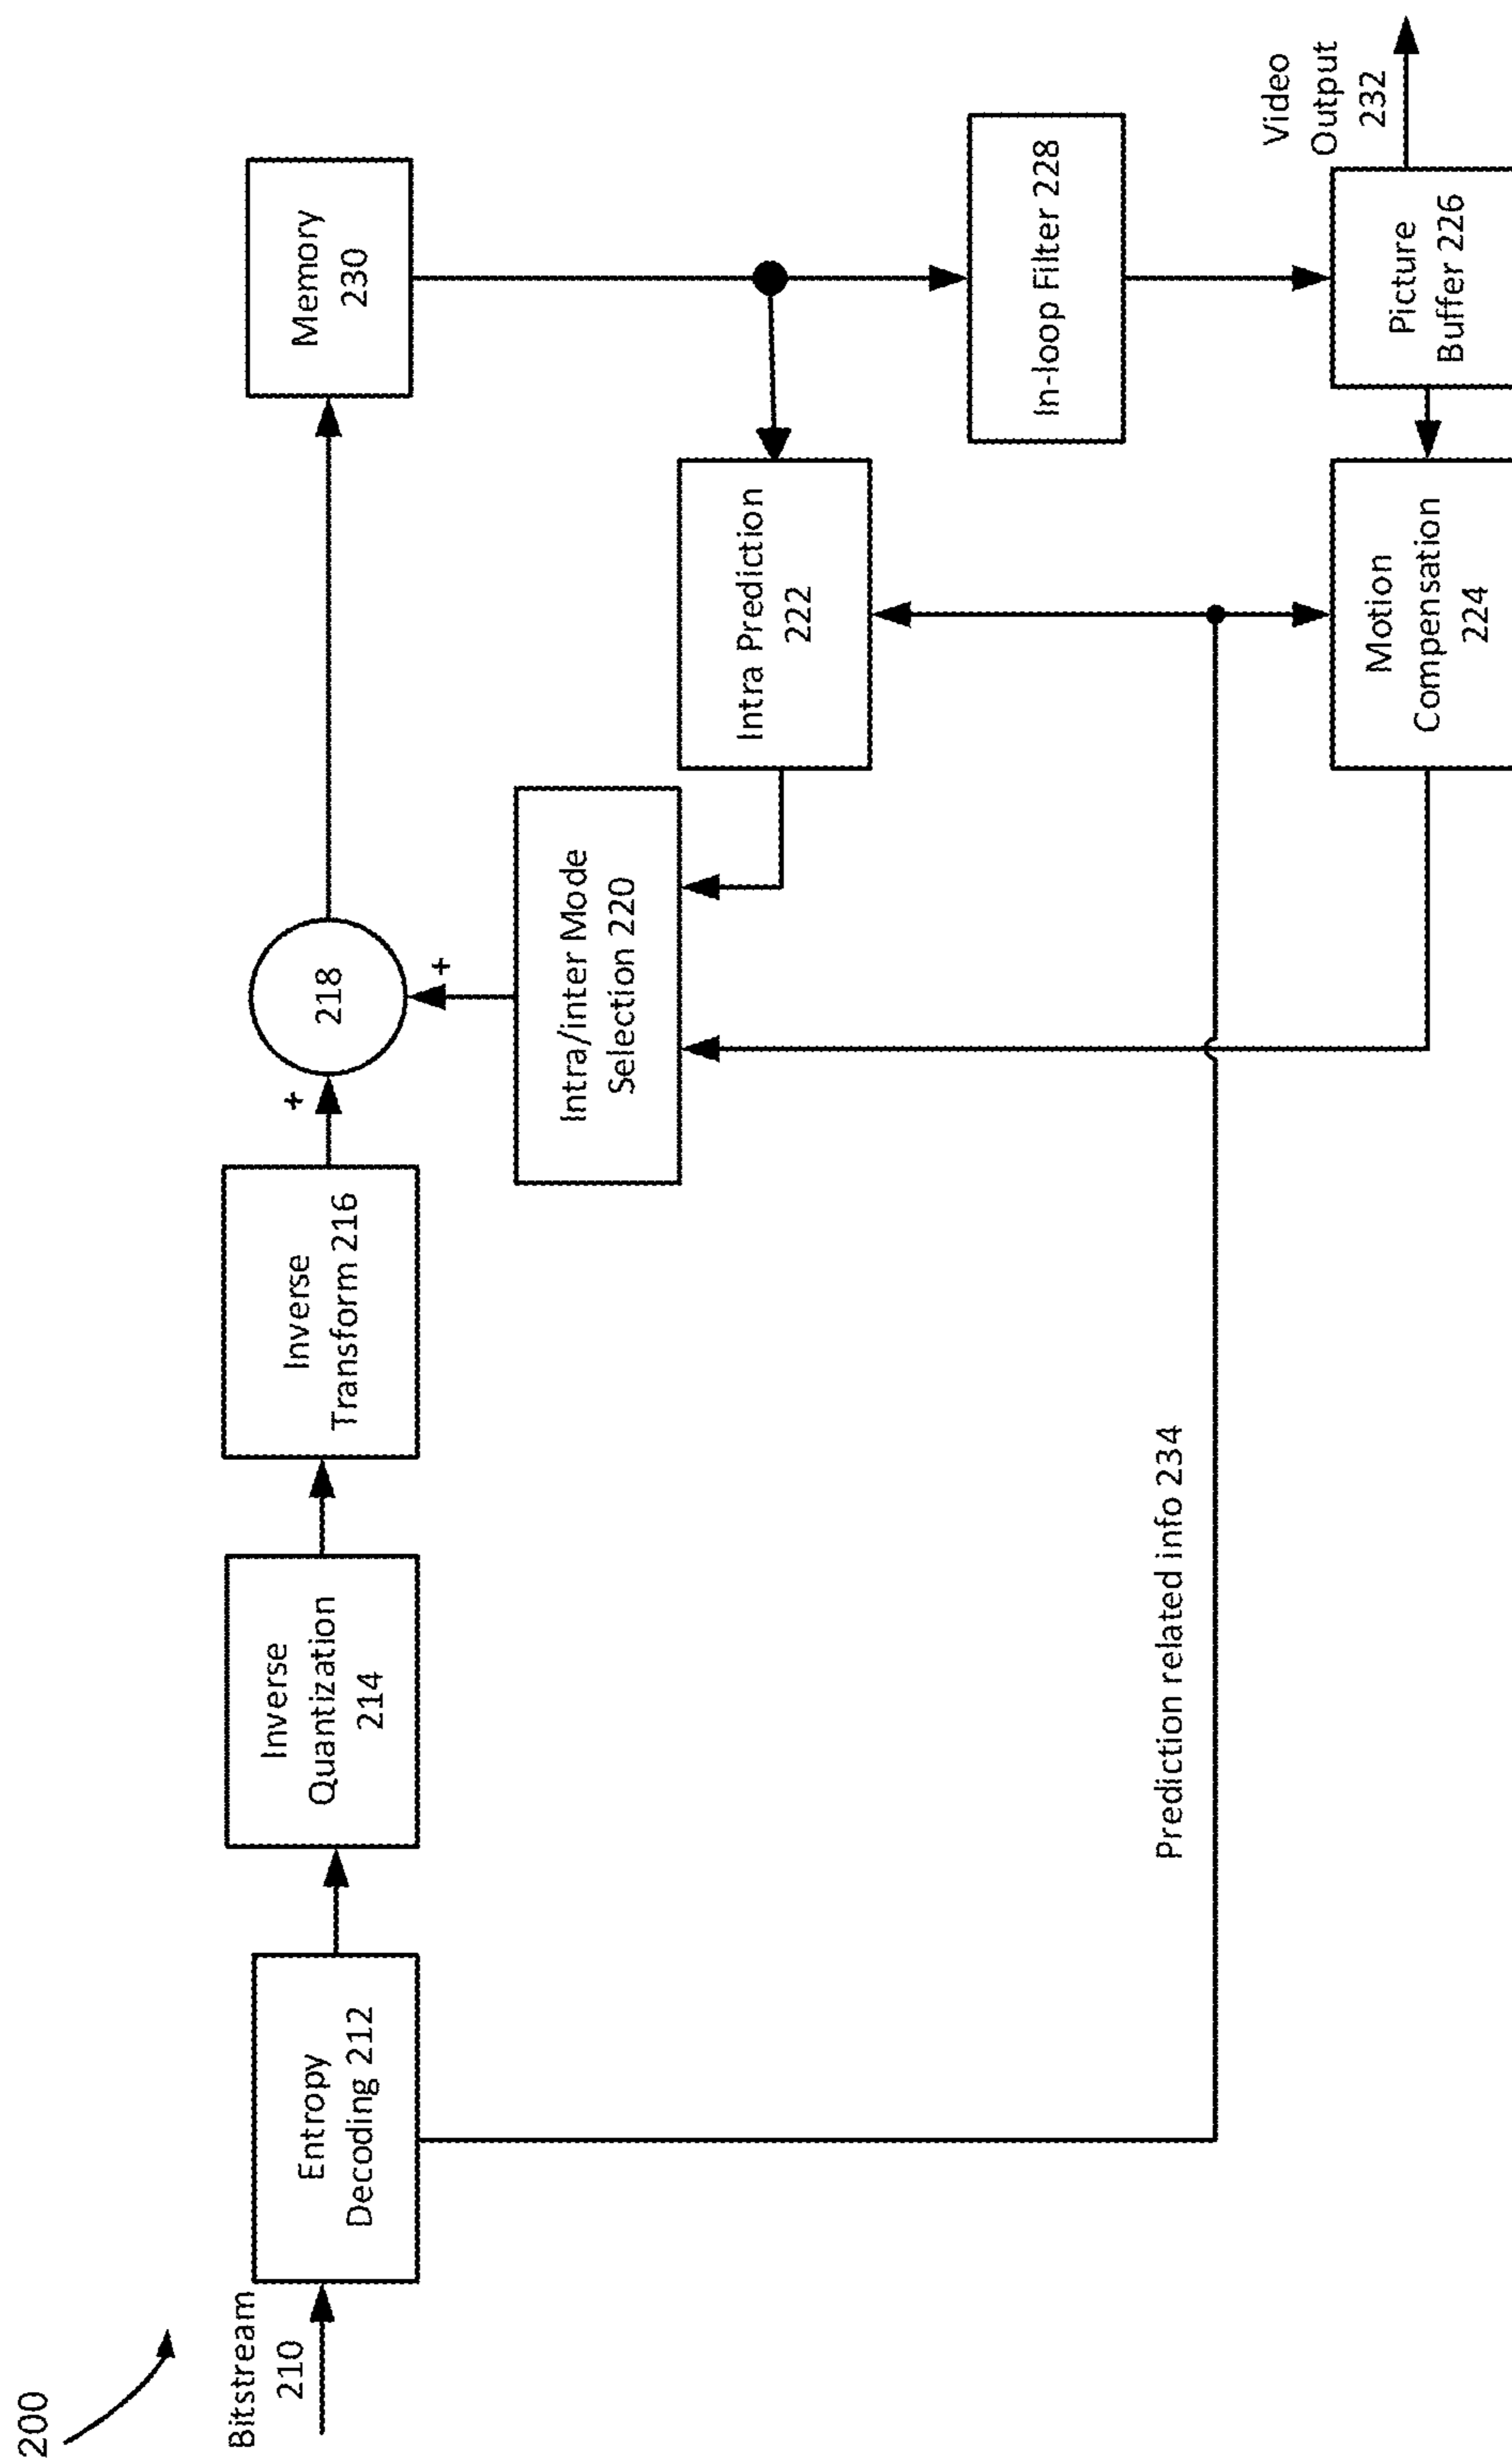 200
Bitstream
210
Entropy
Decoding 212
Inverse
Quantization
214
Inverse
Transform 216
+
218
+
Memory
230
Intra/inter Mode
Selection 220
Intra Prediction
222
In-loop Filter 228
Prediction related info 234
Motion
Compensation
224
Picture
Buffer 226
Video
Output
232